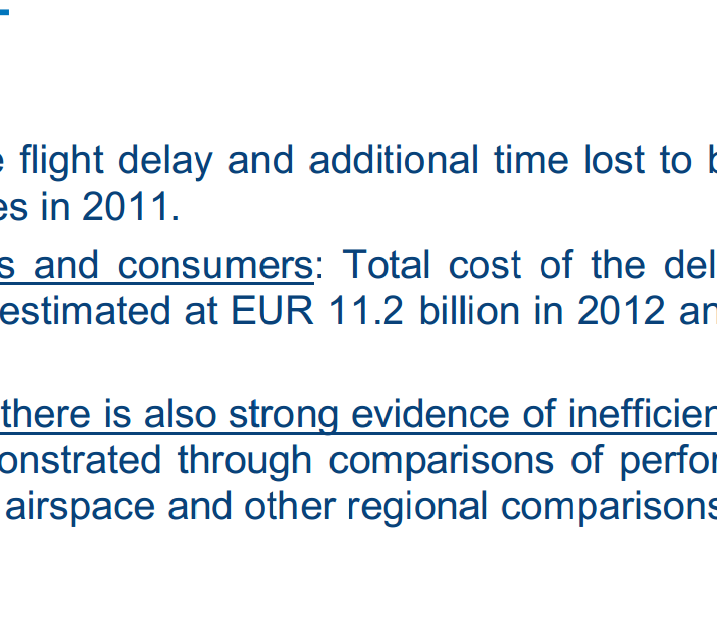 flight delay and additional time lost to
es in 2011.
s and consumers: Total cost of the del
estimated at EUR 11.2 billion in 2012 an
there is also strong evidence of inefficien
onstrated through comparisons of perfor
airspace and other regional comparisons